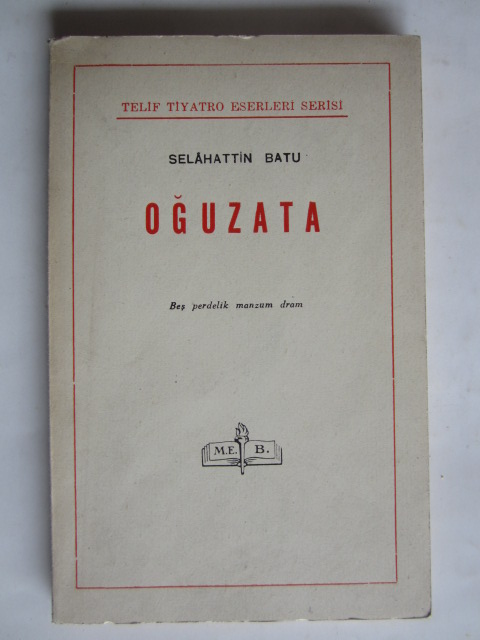 TELİF TİYATRO ESERLERİ SERİSİ
SELÂHATTİN BATU
OĞUZATA
Beş perdelik manzum dram
M.E. B.